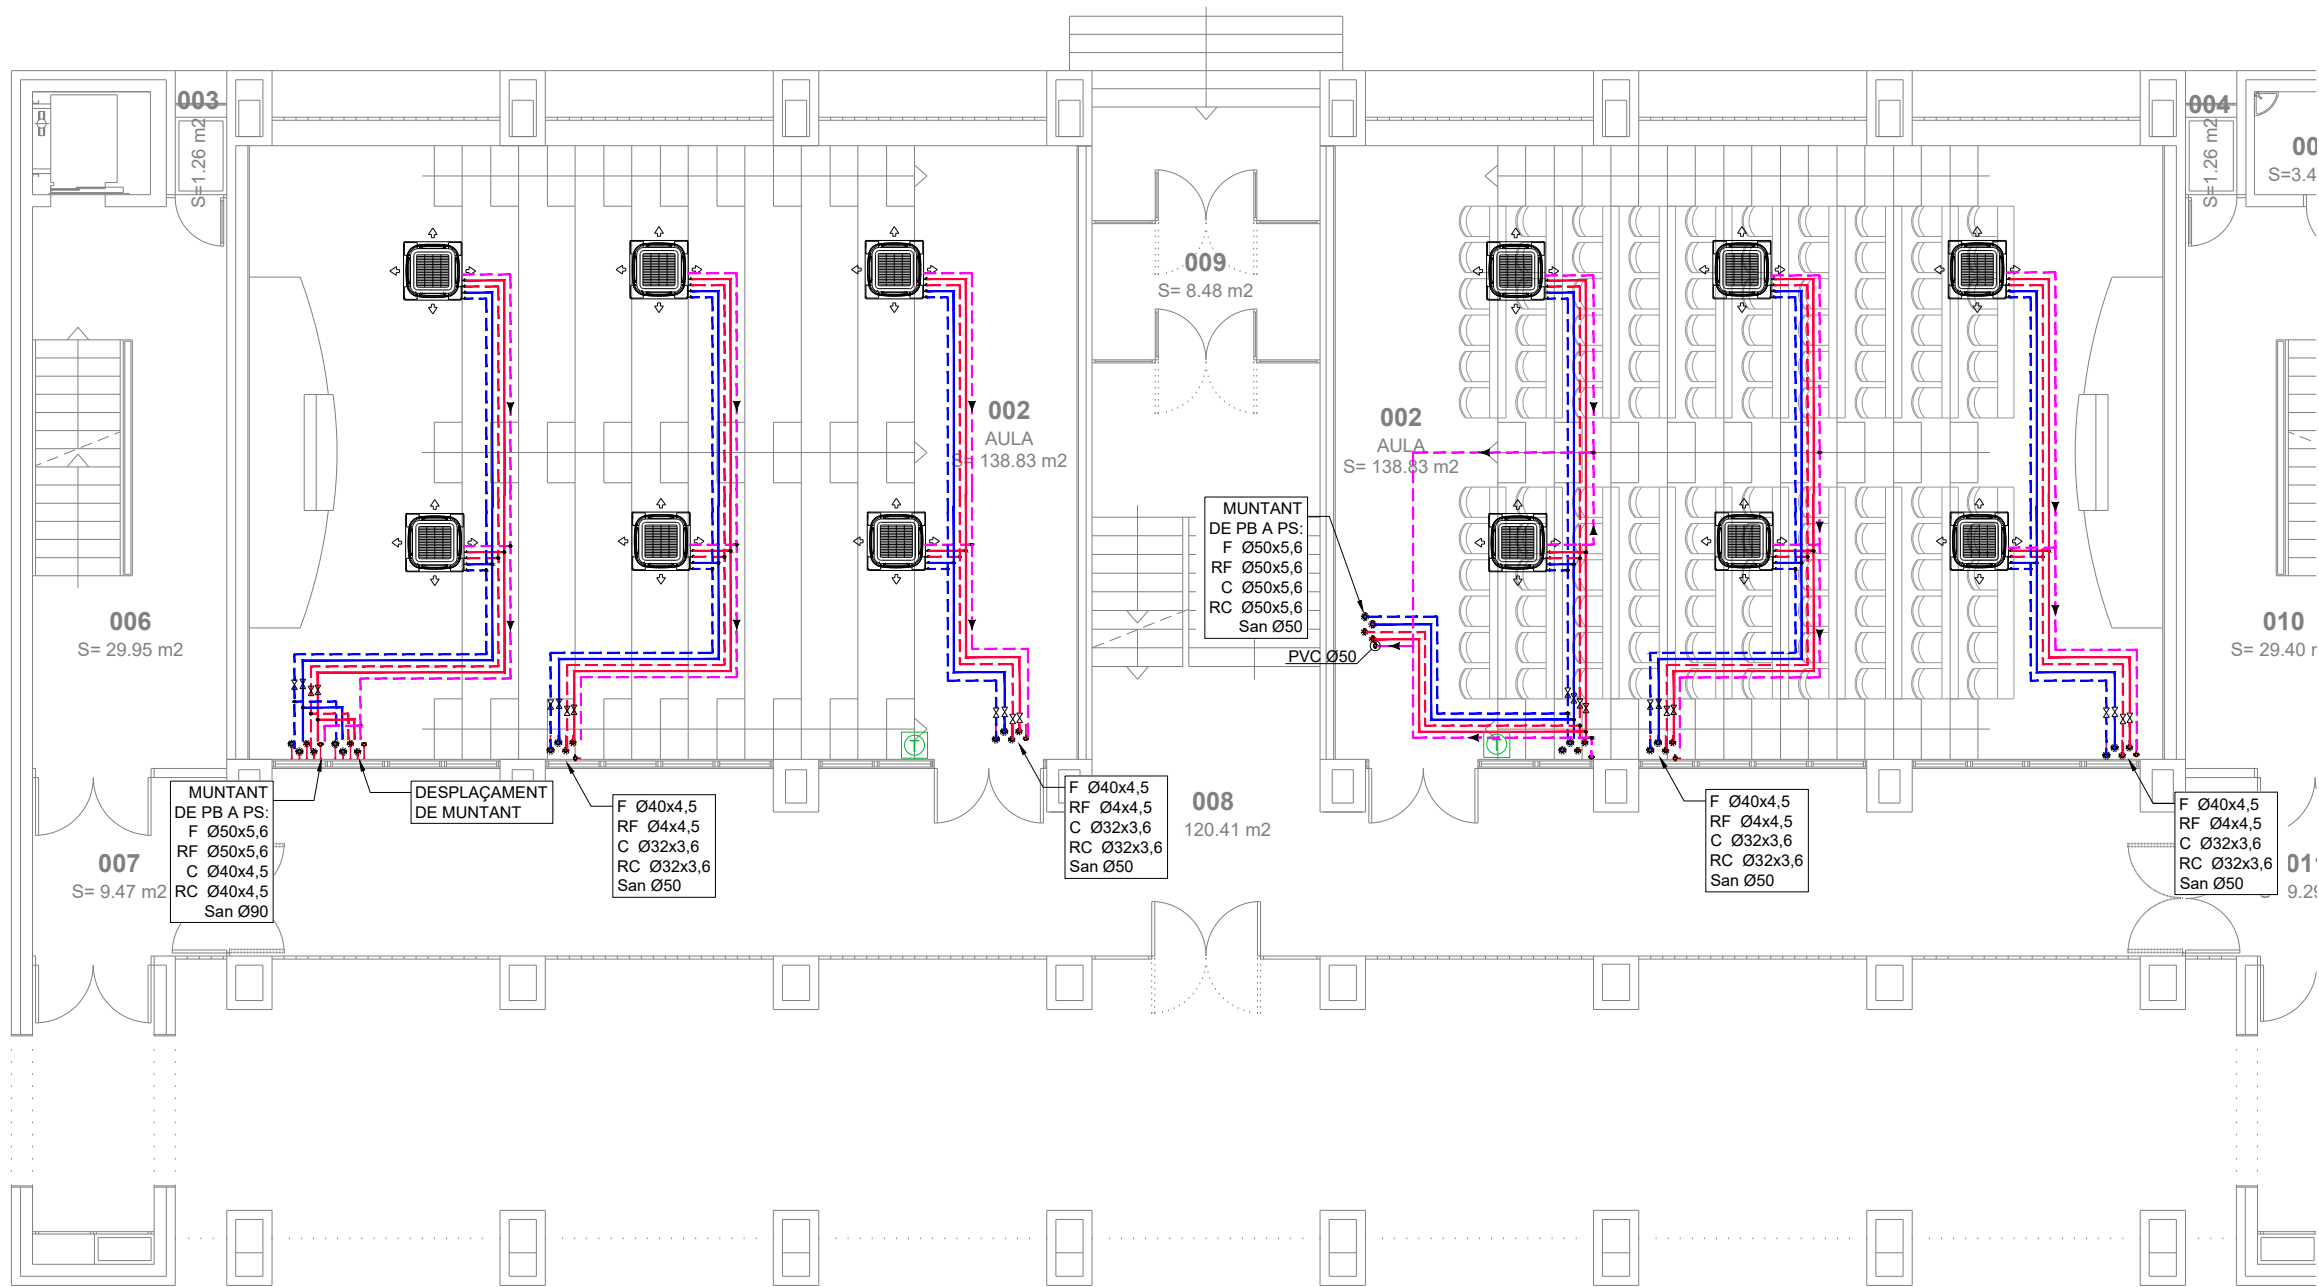 003
S=1.26 m2
004
S=1.26 m2
00
S=3.4
009
S= 8.48 m2
002
AULA
S= 138.83 m2
002
AULA
S= 138.83 m2
MUNTANT
DE PB A PS:
F Ø50x5,6
RF Ø50x5,6
C Ø50x5,6
RC Ø50x5,6
San Ø50
PVC Ø50
006
S= 29.95 m2
010
S= 29.40 m
T
T
MUNTANT
DE PB A PS:
F Ø50x5,6
RF Ø50x5,6
C Ø40x4,5
RC Ø40x4,5
San Ø90
DESPLAÇAMENT
DE MUNTANT
F Ø40x4,5
RF Ø4x4,5
C Ø32x3,6
RC Ø32x3,6
San Ø50
F Ø40x4,5
RF Ø4x4,5
C Ø32x3,6
RC Ø32x3,6
San Ø50
008
120.41 m2
F Ø40x4,5
RF Ø4x4,5
C Ø32x3,6
RC Ø32x3,6
San Ø50
F Ø40x4,5
RF Ø4x4,5
C Ø32x3,6
RC Ø32x3,6
San Ø50
007
S= 9.47 m2
011
9.29